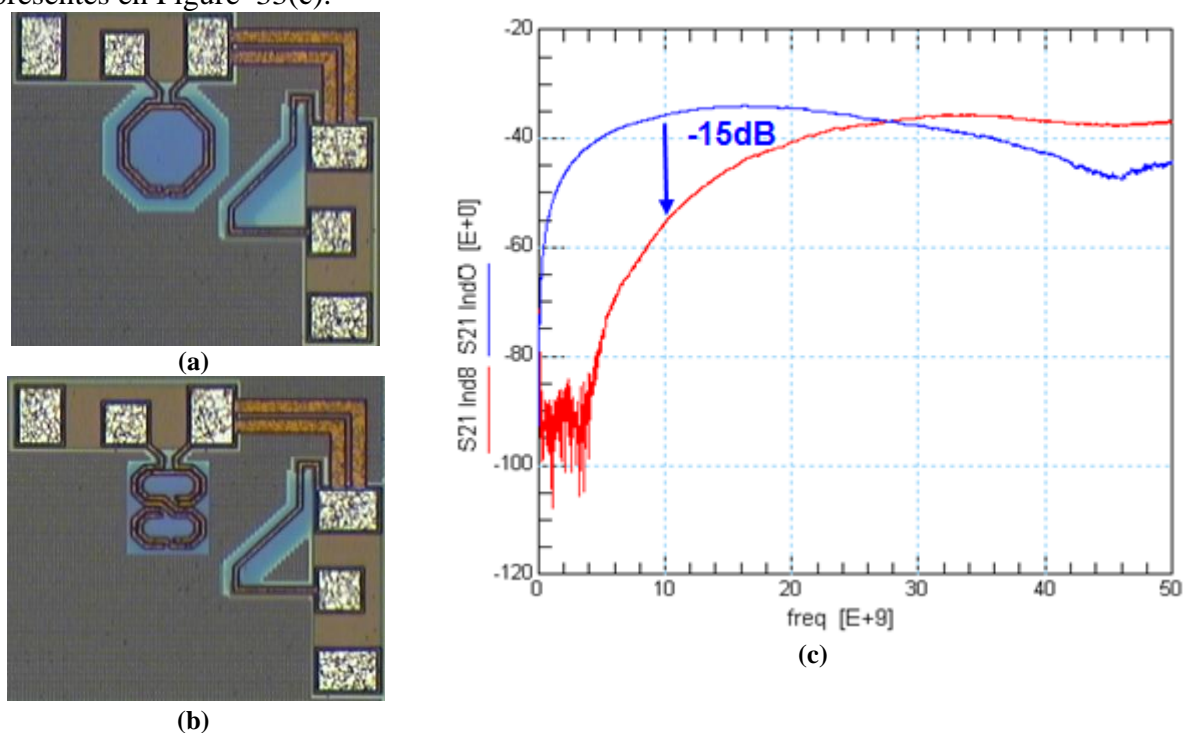 présentés en Figure 33(c).
(a)
(b)
-20
-40
-60
-80
-100
-120
S21 Ind8 S21 IndO [E+0]
-15dB
0 10 20 30 40 50
freq [E+9]
(c)